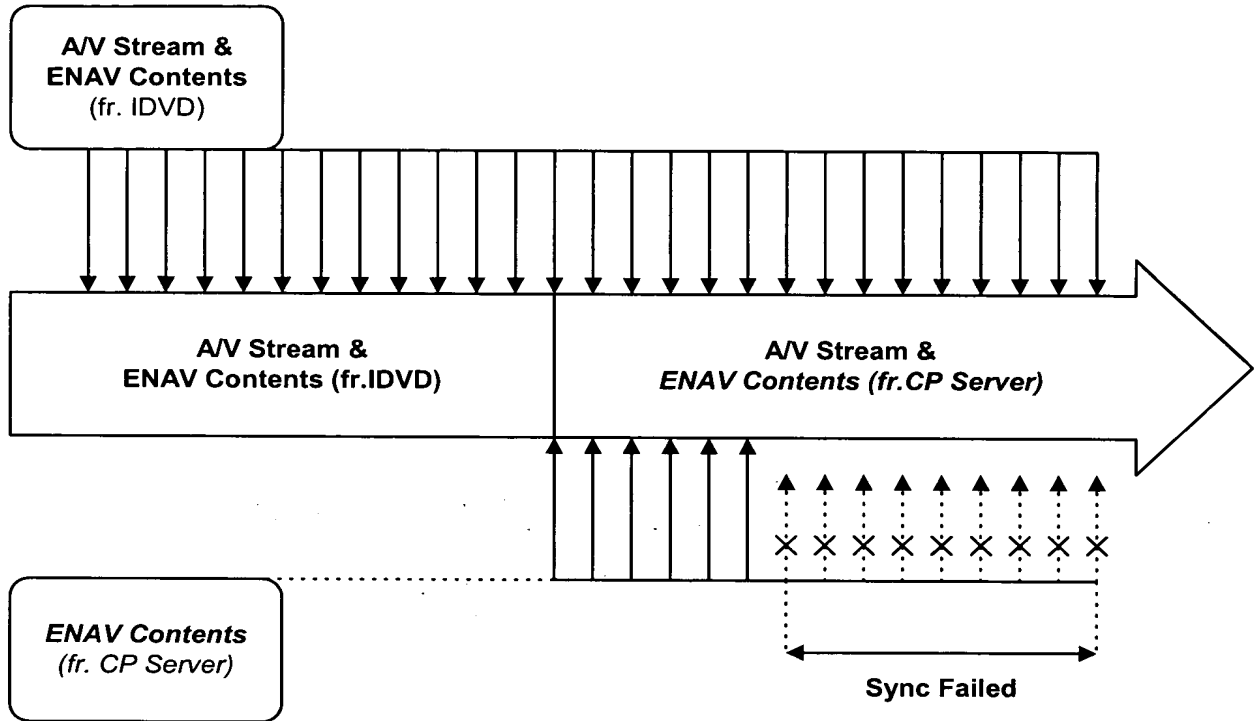 A/V Stream &
ENAV Contents
(fr. IDVD)
A/V Stream &
ENAV Contents (fr.IDVD)
A/V Stream &
ENAV Contents (fr.CP Server)
ENAV Contents
(fr. CP Server)
Sync Failed